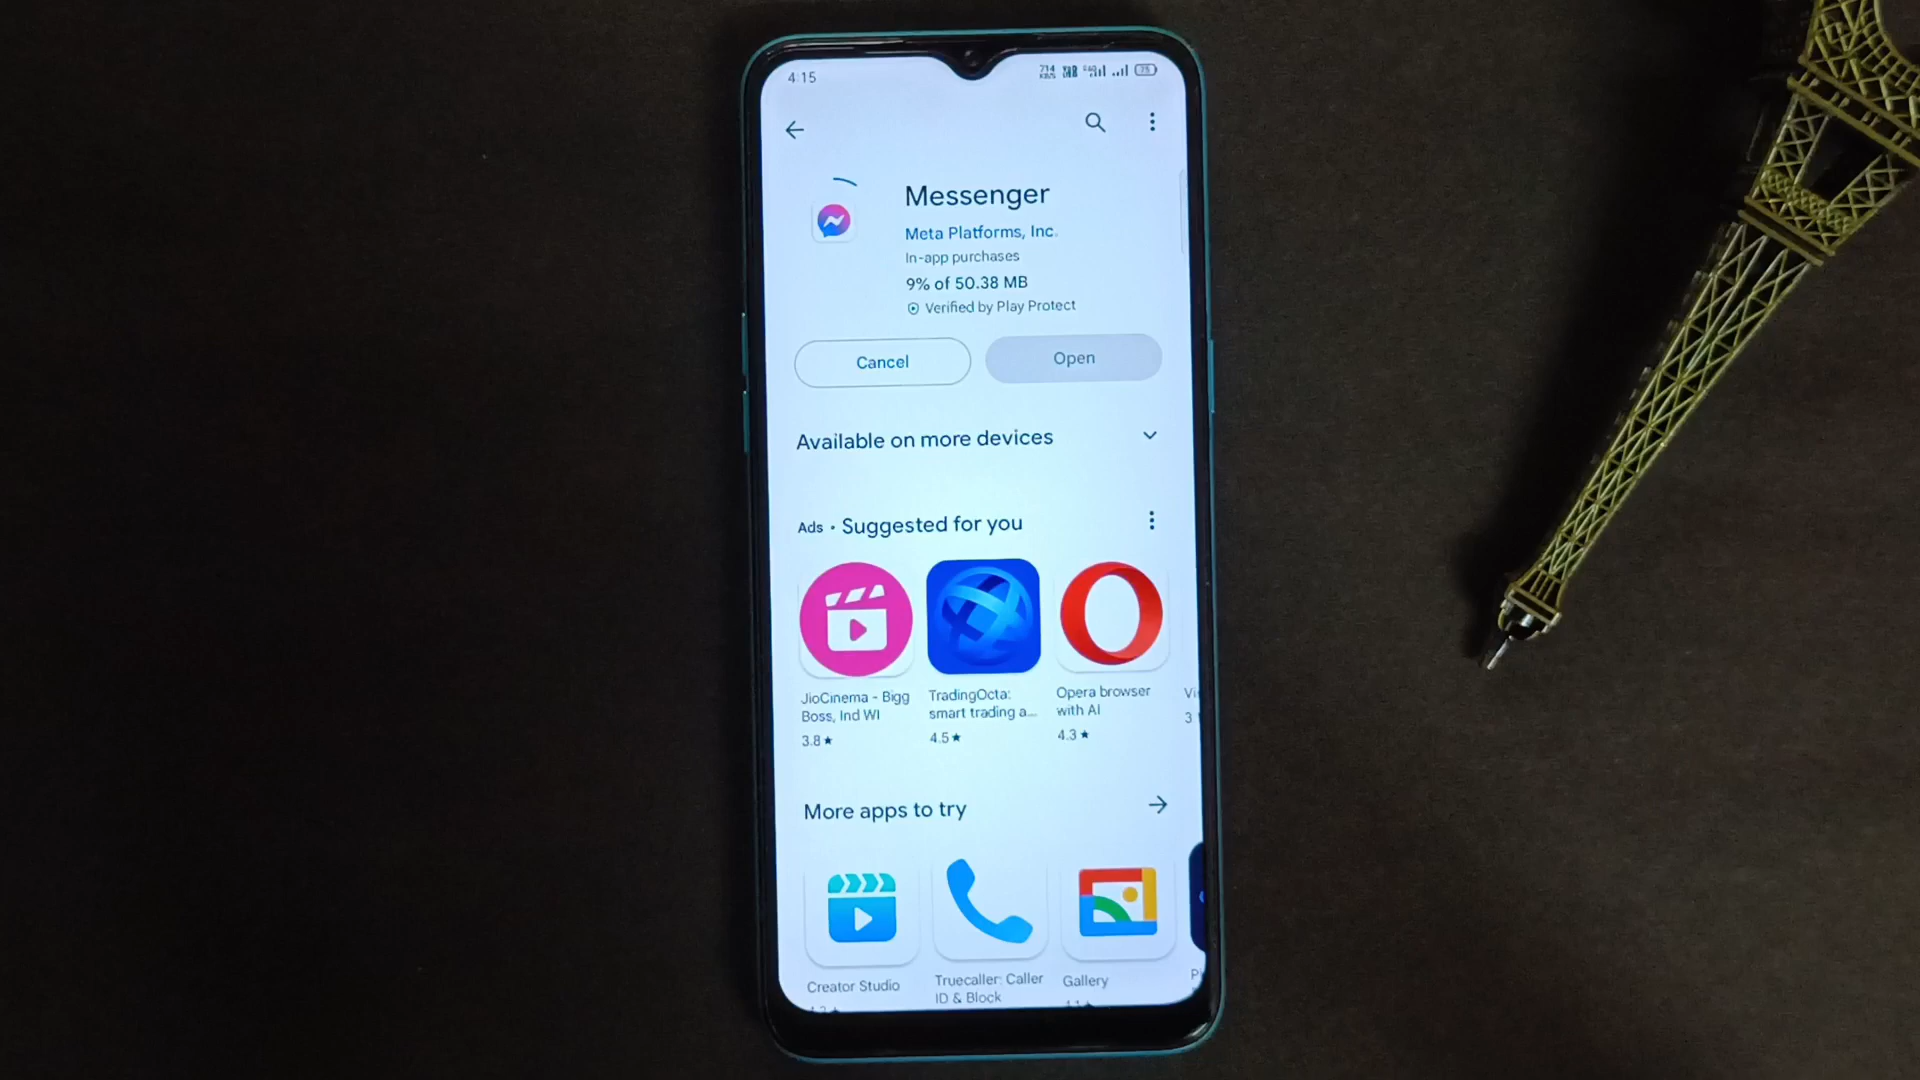 4:15
Messenger
Meta Platforms, Inc.
In-app purchases
9% of 50.38 MB
Verified by Play Protect
Cancel
Open
Available on more devices
Ads • Suggested for you
JioCinema - Bigg
Boss, Ind WI
3.8★
TradingOcta:
smart trading a...
4.5★
Opera browser
with AI
4.3★
More apps to try
Creator Studio
Truecaller: Caller
ID & Block
Gallery